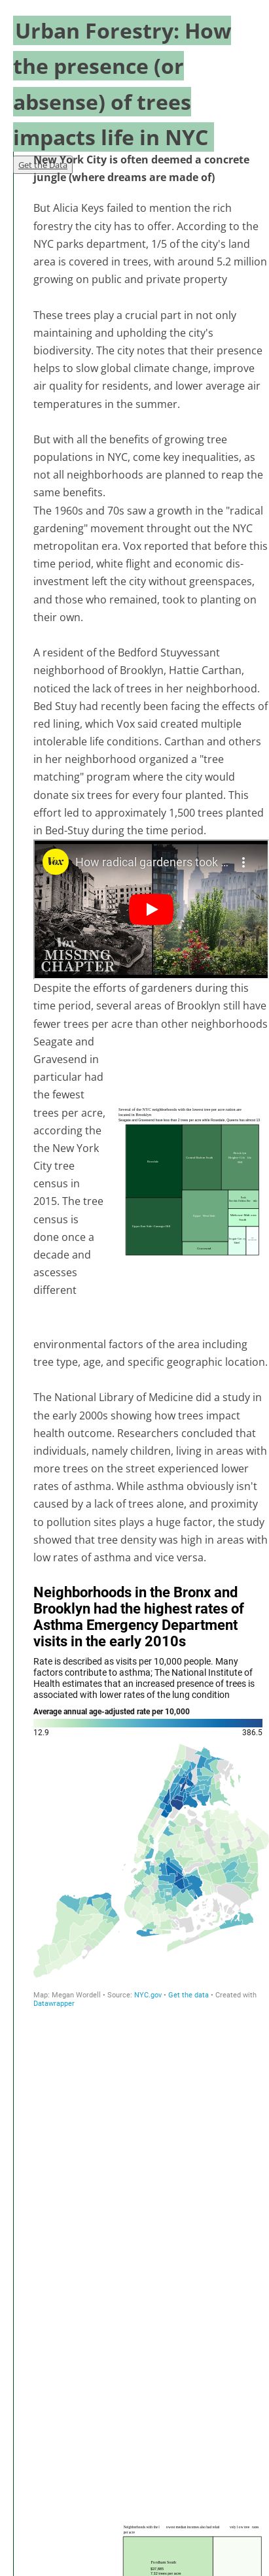 Urban Forestry: How
the presence (or
absense) of trees
impacts life in NYC
Get the Data
New York City is often deemed a concrete
jungle (where dreams are made of)
But Alicia Keys failed to mention the rich
forestry the city has to offer. According to the
NYC parks department, 1/5 of the city's land
area is covered in trees, with around 5.2 million
growing on public and private property
These trees play a crucial part in not only
maintaining and upholding the city's
biodiversity. The city notes that their presence
helps to slow global climate change, improve
air quality for residents, and lower average air
temperatures in the summer.
But with all the benefits of growing tree
populations in NYC, come key inequalities, as
not all neighborhoods are planned to reap the
same benefits.
The 1960s and 70s saw a growth in the "radical
gardening" movement throught out the NYC
metropolitan era. Vox reported that before this
time period, white flight and economic dis-
investment left the city without greenspaces,
and those who remained, took to planting on
their own.
A resident of the Bedford Stuyvessant
neighborhood of Brooklyn, Hattie Carthan,
noticed the lack of trees in her neighborhood.
Bed Stuy had recently been facing the effects of
red lining, which Vox said created multiple
intolerable life conditions. Carthan and others
in her neighborhood organized a "tree
matching" program where the city would
donate six trees for every four planted. This
effort led to approximately 1,500 trees planted
in Bed-Stuy during the time period.
Vox
How radical gardeners took ...
Vox
MISSING
CHAPTER
Despite the efforts of gardeners during this
time period, several areas of Brooklyn still have
fewer trees per acre than other neighborhoods
Seagate and
Gravesend in
particular had
the fewest
trees per acre,
according the
the New York
City tree
census in
2015. The tree
census is
done once a
decade and
ascesses
different
Several of the NYC neighborhoods with the lowest tree per acre ratios are
located in Brooklyn
environmental factors of the area including
tree type, age, and specific geographic location.
The National Library of Medicine did a study in
the early 2000s showing how trees impact
health outcome. Researchers concluded that
individuals, namely children, living in areas with
more trees on the street experienced lower
rates of asthma. While asthma obviously isn't
caused by a lack of trees alone, and proximity
to pollution sites plays a huge factor, the study
showed that tree density was high in areas with
low rates of asthma and vice versa.
Neighborhoods in the Bronx and
Brooklyn had the highest rates of
Asthma Emergency Department
visits in the early 2010s
Rate is described as visits per 10,000 people. Many
factors contribute to asthma; The National Institute of
Health estimates that an increased presence of trees is
associated with lower rates of the lung condition
Average annual age-adjusted rate per 10,000
12.9 386.5
Map: Megan Wordell • Source: NYC.gov • Get the data • Created with
Datawrapper